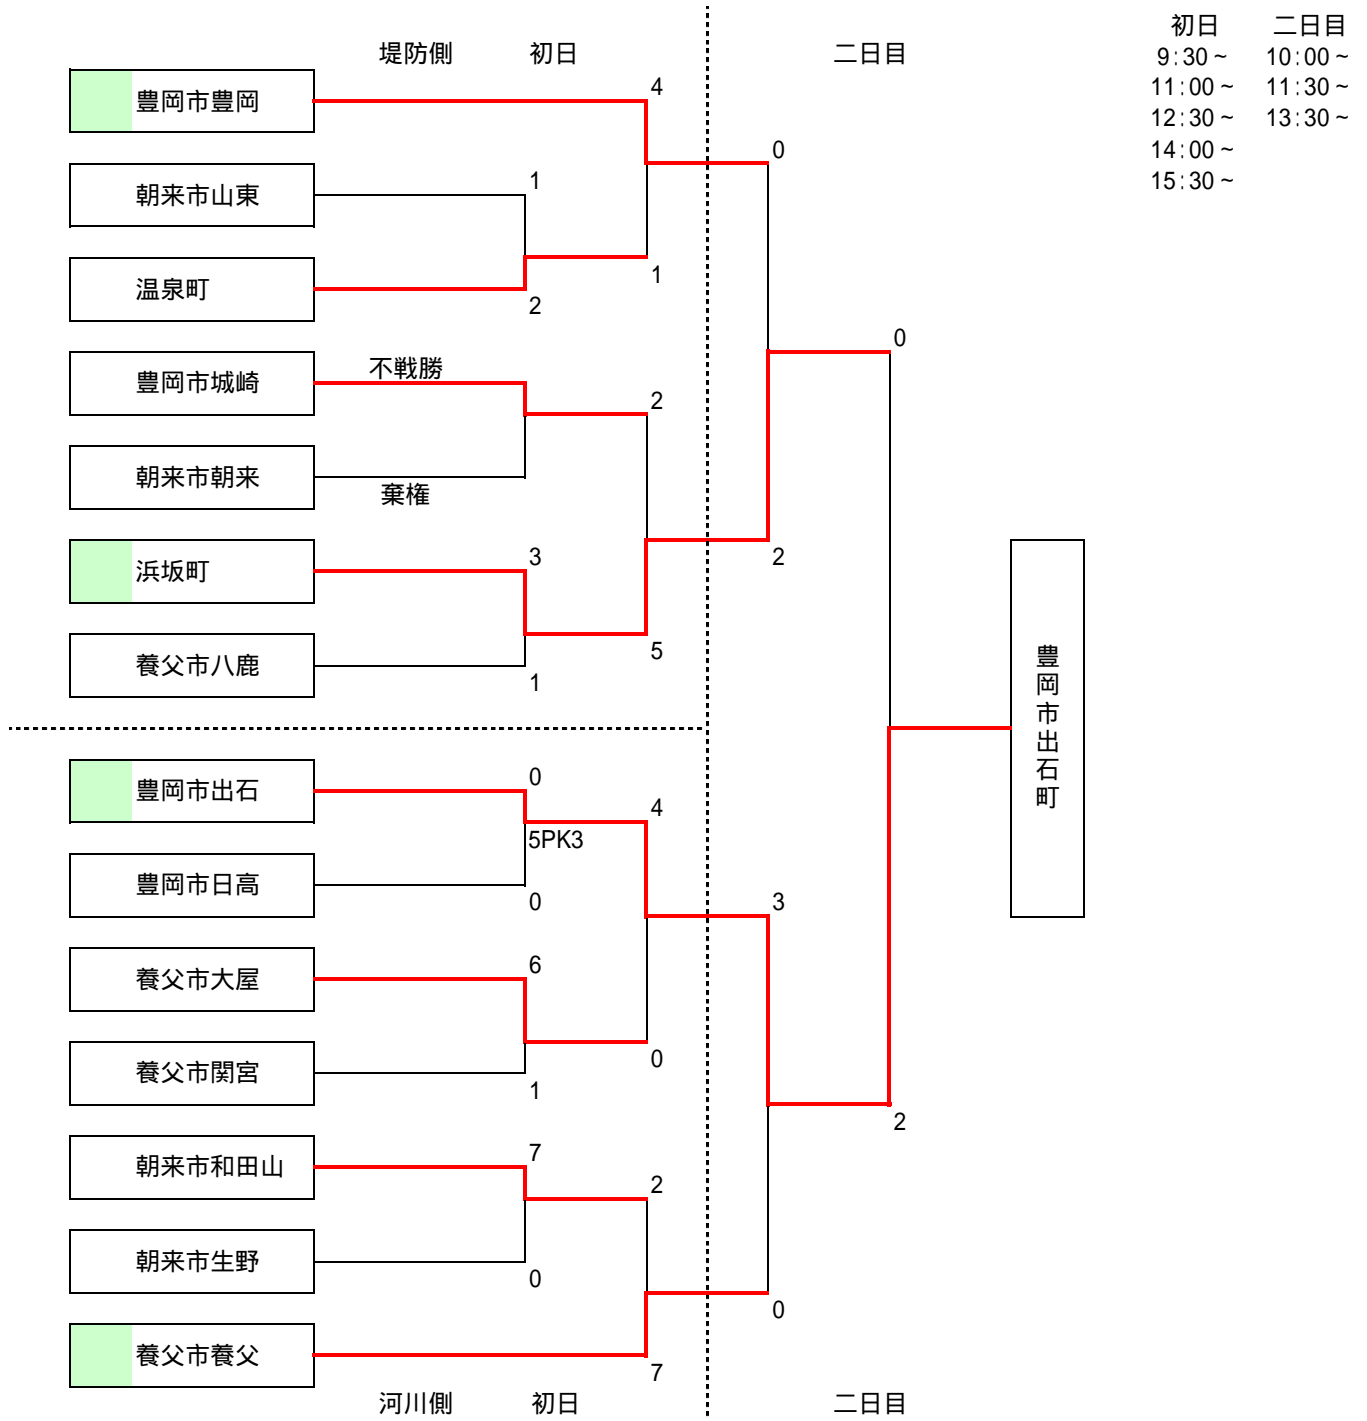 初日 二日目
9:30～ 10:00～
11:00～ 11:30～
12:30～ 13:30～
14:00～
15:30～
堤防側 初日 二日目
豊岡市豊岡
4
0
朝来市山東
1
温泉町
2
1
0
豊岡市城崎
不戦勝
2
朝来市朝来
棄権
浜坂町
3
2
養父市八鹿
1
5
豊岡市出石町
豊岡市出石
0
4
5PK3
豊岡市日高
0
3
養父市大屋
6
養父市関宮
1
0
2
朝来市和田山
7
2
朝来市生野
0
0
養父市養父
7
河川側 初日 二日目